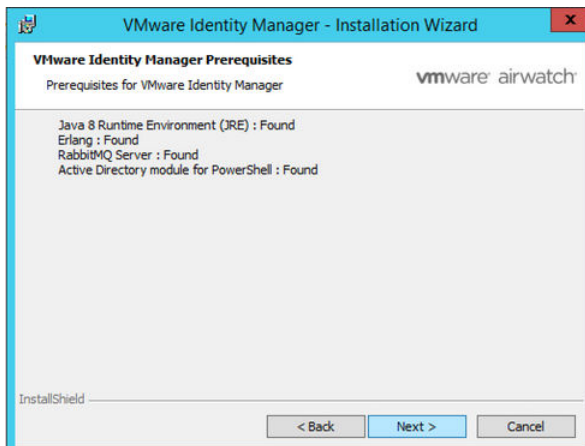 VMware Identity Manager - Installation Wizard
x
VMware Identity Manager Prerequisites
Prerequisites for VMware Identity Manager
vmware airwatch
Java 8 Runtime Environment (JRE) : Found
Erlang : Found
RabbitMQ Server : Found
Active Directory module for PowerShell : Found
InstallShield
< Back
Next >
Cancel